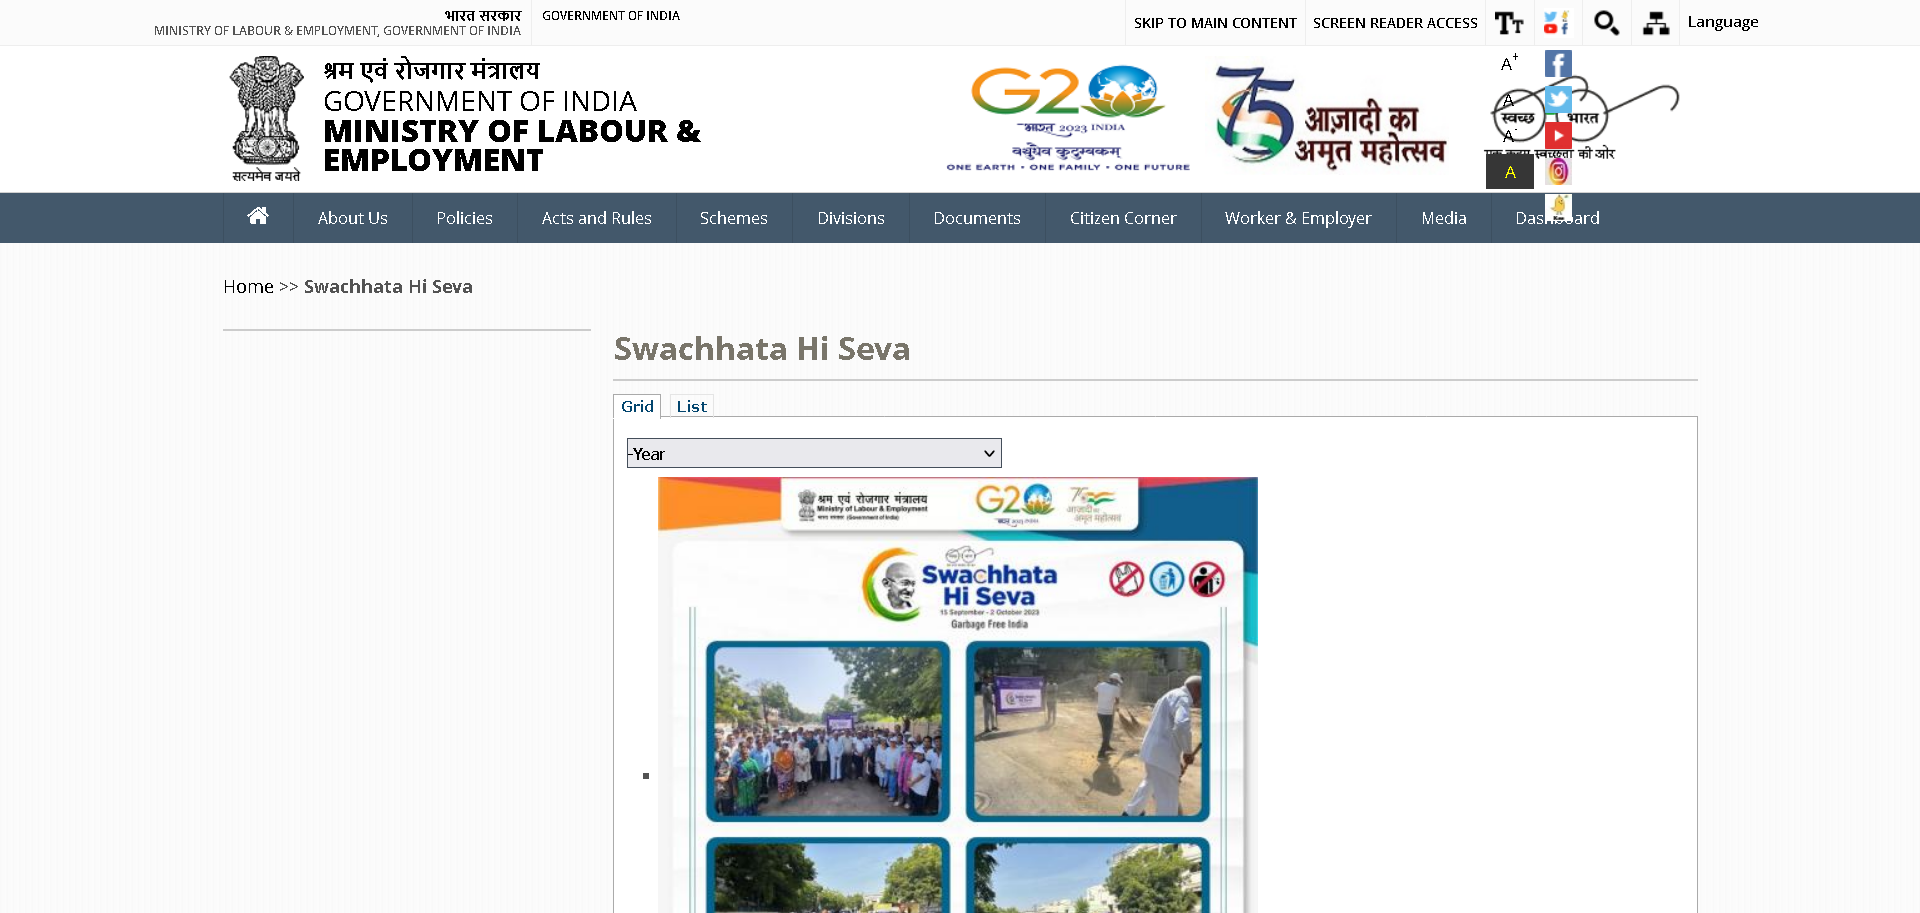 भारत सरकार
MINISTRY OF LABOUR & EMPLOYMENT, GOVERNMENT OF INDIA
GOVERNMENT OF INDIA
SKIP TO MAIN CONTENT
SCREEN READER ACCESS
Language
श्रम एवं रोजगार मंत्रालय
GOVERNMENT OF INDIA
MINISTRY OF LABOUR &
EMPLOYMENT
सत्यमेव जयते
G20
भारत 2023 INDIA
वसुधैव कुटुम्बकम्
ONE EARTH • ONE FAMILY • ONE FUTURE
75
आज़ादी का
अमृत महोत्सव
A+
A
A-
A
स्वच्छ भारत
एक कदम स्वच्छता की ओर
About Us
Policies
Acts and Rules
Schemes
Divisions
Documents
Citizen Corner
Worker & Employer
Media
Dashboard
Home >> Swachhata Hi Seva
Swachhata Hi Seva
Grid
List
-Year
श्रम एवं रोजगार मंत्रालय
Ministry of Labour & Employment
भारत सरकार (Government of India)
G20
आज़ादी का
अमृत महोत्सव
Swachhata
Hi Seva
15 September - 2 October 2023
Garbage Free India